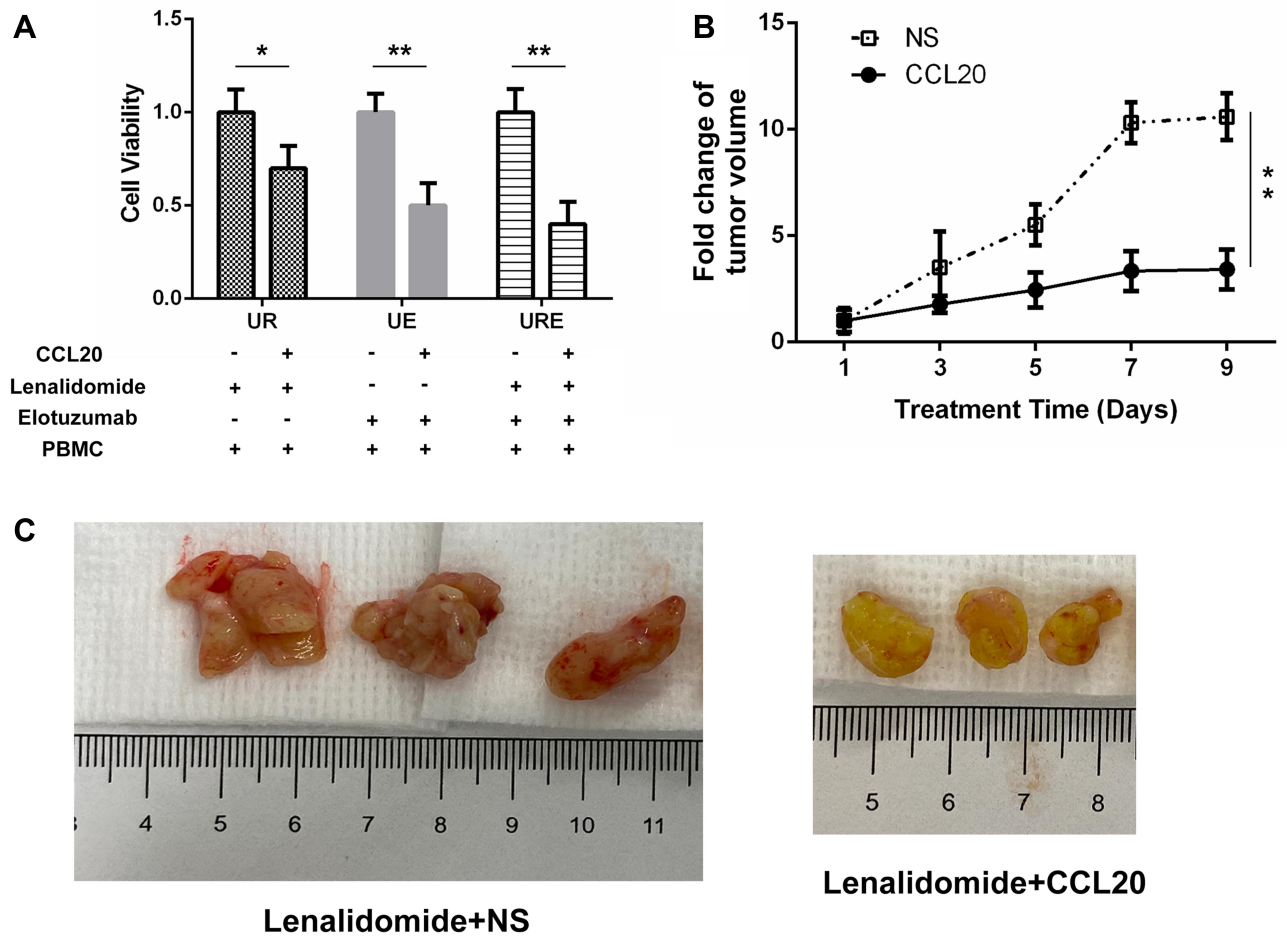 A
1.5
1.0
0.5
0.0
Cell Viability
* ** **
UR UE URE
CCL20 - + - + - +
Lenalidomide + + - - + +
Elotuzumab - - + + + +
PBMC + + + + + +
B
15
10
5
0
Fold change of
tumor volume
NS
CCL20
**
1 3 5 7 9
Treatment Time (Days)
C
4 5 6 7 8 9 10 11
Lenalidomide+NS
5 6 7 8
Lenalidomide+CCL20